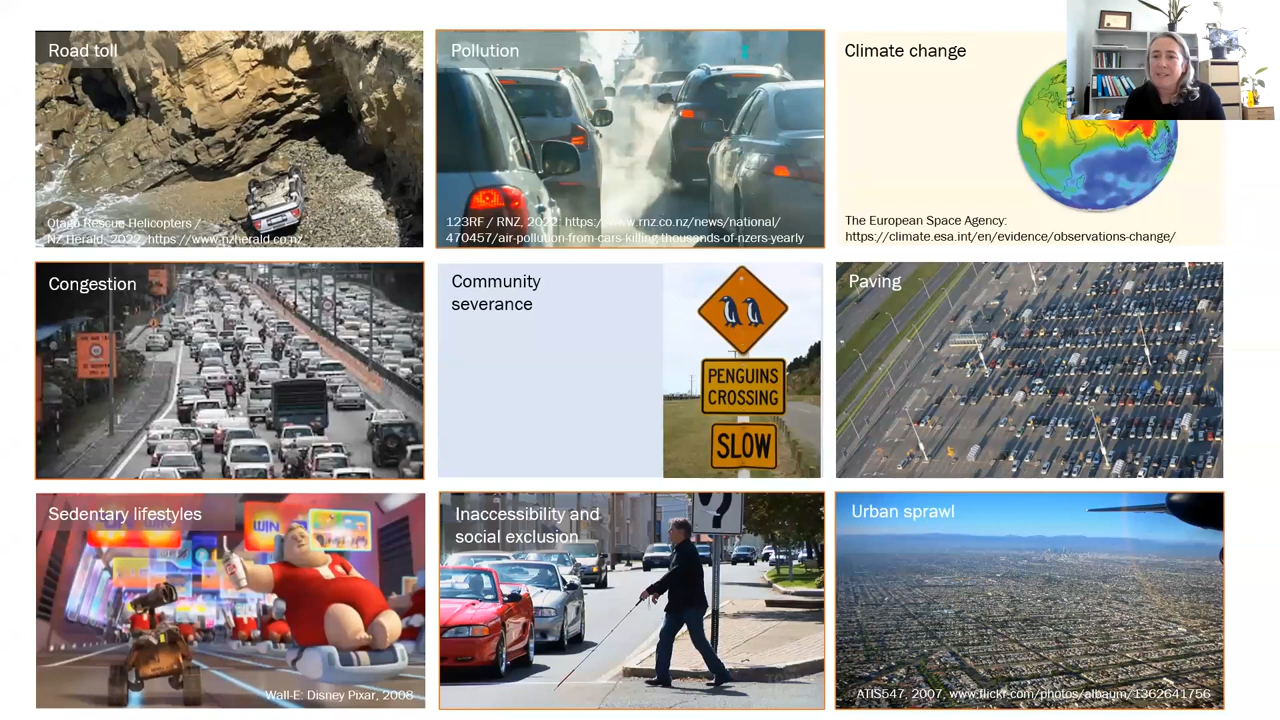 Road toll
Otago Rescue Helicopters /
NZ Herald, 2022, https://www.nzherald.co.nz
Pollution
123RF / RNZ, 2022: https://www.rnz.co.nz/news/national/
470457/air-pollution-from-cars-killing-thousands-of-nzers-yearly
Climate change
The European Space Agency:
https://climate.esa.int/en/evidence/observations-change/
Congestion
Community
severance
PENGUINS
CROSSING
SLOW
Paving
Sedentary lifestyles
WIN
WIN
Wall-E: Disney Pixar, 2008
Inaccessibility and
social exclusion
Urban sprawl
ATIS547, 2007, www.flickr.com/photos/albaum/1362641756